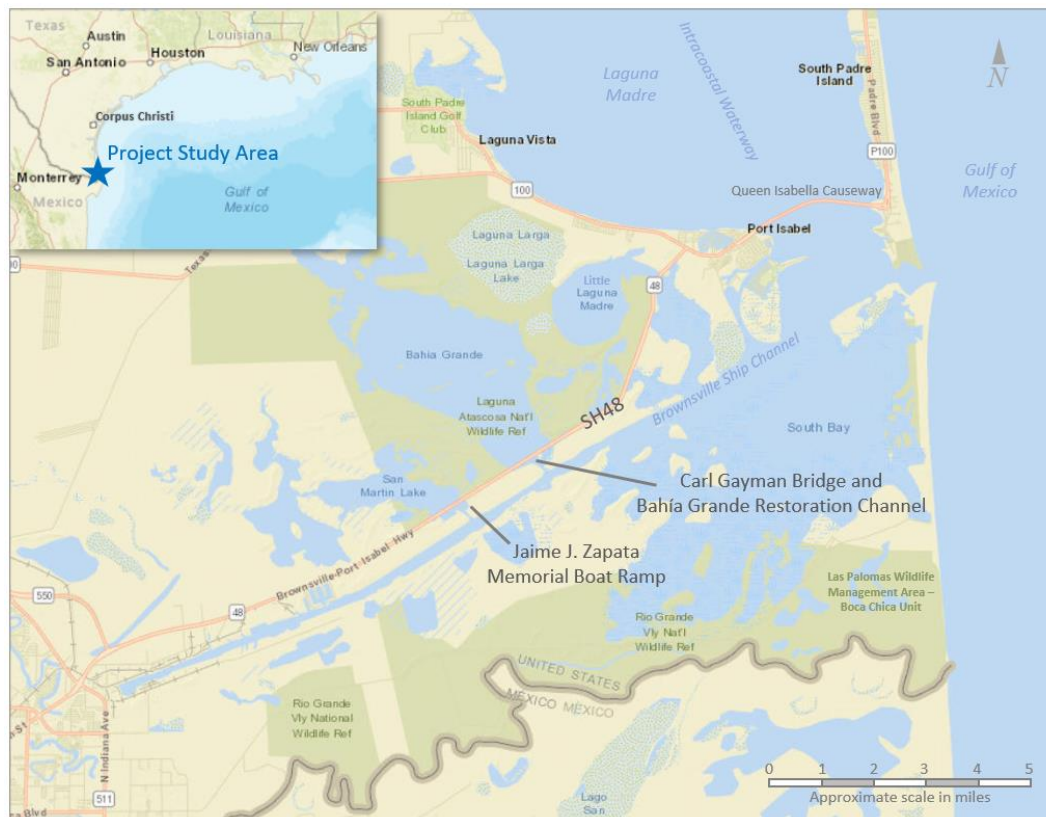 Texas
Louisiana
Austin
Houston
New Orleans
San Antonio
Corpus Christi
Project Study Area
Monterrey
Mexico
Gulf of
Mexico
Laguna
Madre
Intracoastal Waterway
South Padre
Island
Padre Blvd
P100
N
Gulf of
Mexico
South Padre
Island Golf
Club
Laguna Vista
100
Queen Isabella Causeway
Port Isabel
Laguna Larga
Laguna Larga
Lake
Little
Laguna
Madre
48
Bahia Grande
Brownsville Ship Channel
Laguna
Atascosa Nat'l
Wildlife Ref
SH48
South Bay
San
Martin Lake
Carl Gayman Bridge and
Bahía Grande Restoration Channel
Jaime J. Zapata
Memorial Boat Ramp
Brownsville-Port Isabel Hwy
550
48
Las Palomas Wildlife
Management Area –
Boca Chica Unit
Rio Grande
Vly Nat'l
Wildlife Ref
UNITED STATES
MEXICO MÉXICO
Rio Grande
Vly National
Wildlife Ref
N Indiana Ave
511
Lago
San
0 1 2 3 4 5
Approximate scale in miles